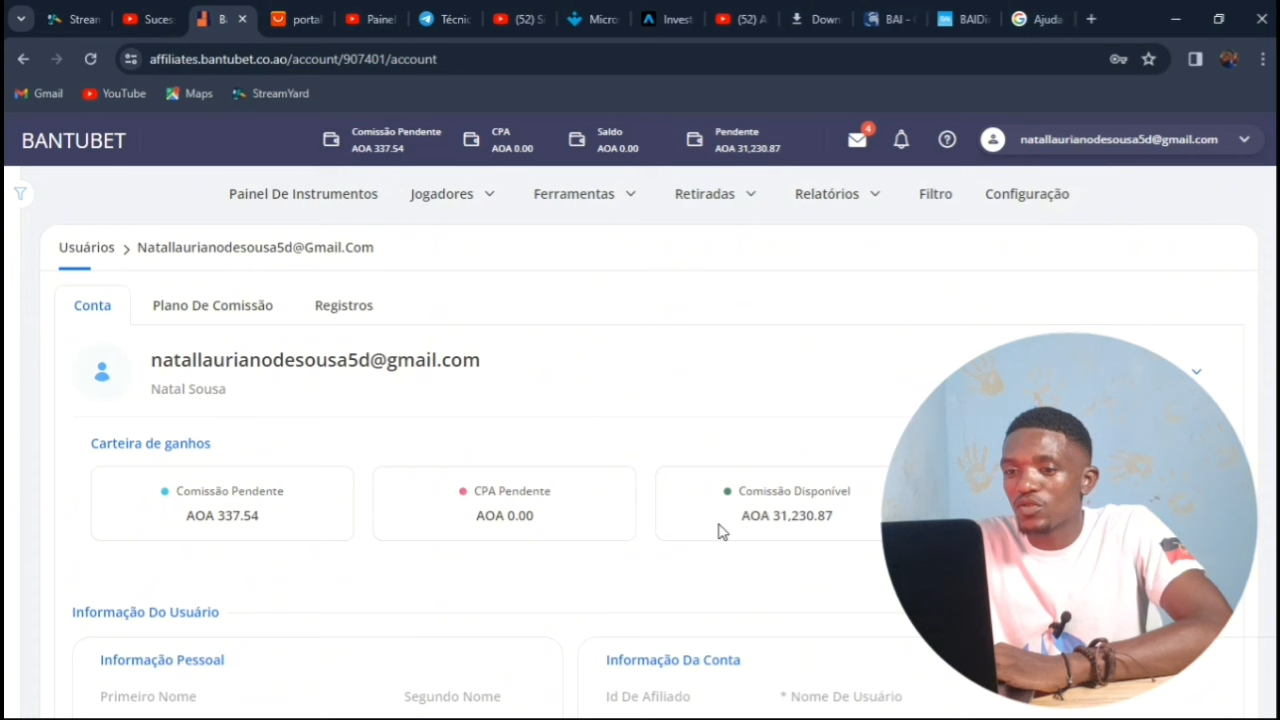 Stream
Suces
B
portal
Painel
Técnic
(52) S
Micro
Invest
(52) A
Down
BAI -
BAIDi
Ajuda
affiliates.bantubet.co.ao/account/907401/account
Gmail
YouTube
Maps
StreamYard
BANTUBET
Comissão Pendente
AOA 337.54
CPA
AOA 0.00
Saldo
AOA 0.00
Pendente
AOA 31,230.87
4
natallaurianodesousa5d@gmail.com
Painel De Instrumentos
Jogadores
Ferramentas
Retiradas
Relatórios
Filtro
Configuração
Usuários > Natallaurianodesousa5d@Gmail.Com
Conta
Plano De Comissão
Registros
natallaurianodesousa5d@gmail.com
Natal Sousa
Carteira de ganhos
Comissão Pendente
AOA 337.54
CPA Pendente
AOA 0.00
Comissão Disponível
AOA 31,230.87
Informação Do Usuário
Informação Pessoal
Primeiro Nome
Segundo Nome
Informação Da Conta
Id De Afiliado
* Nome De Usuário